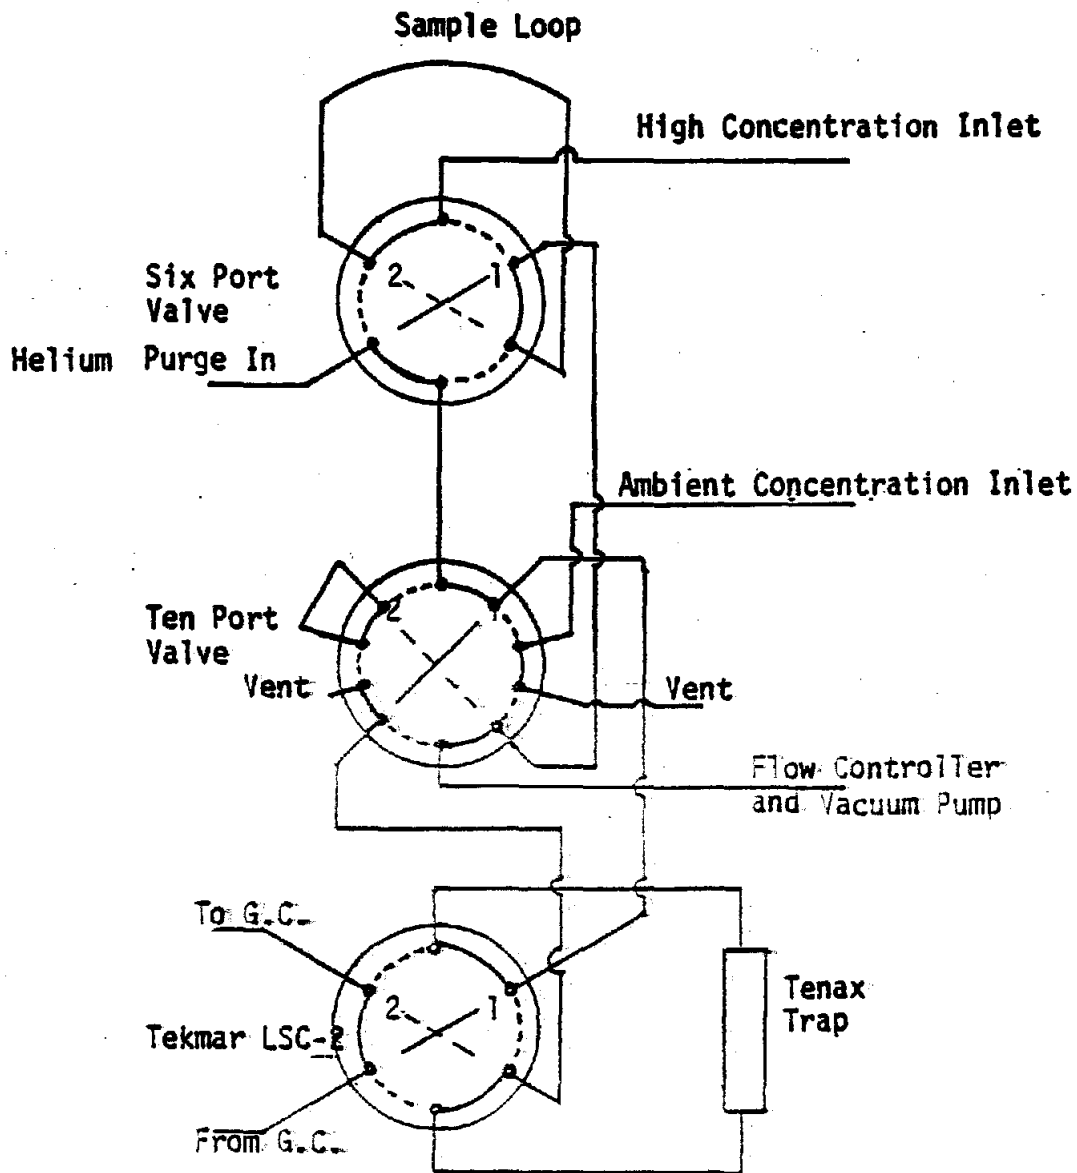 Sample Loop
High Concentration Inlet
2
1
Six Port
Valve
Helium Purge In
Ambient Concentration Inlet
2
1
Ten Port
Valve
Vent
Vent
Flow Controller
and Vacuum Pump
To G.C.
2
1
Tenax
Trap
Tekmar LSC-2
From G.C.